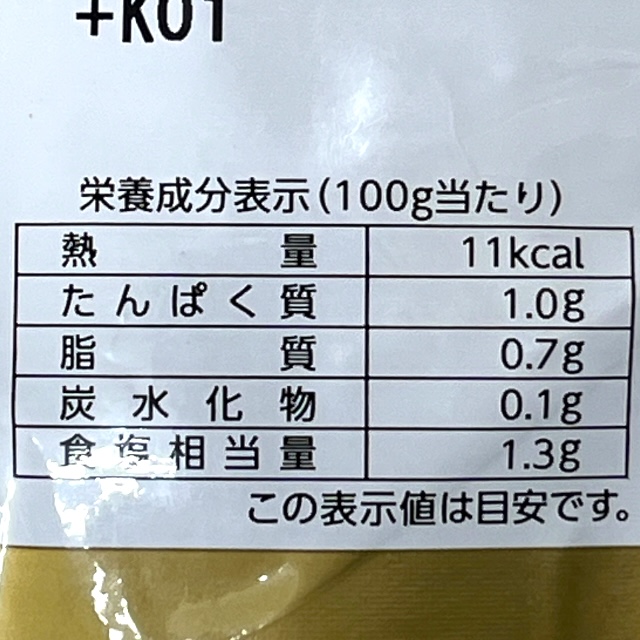 +K01
栄養成分表示(100g当たり)
熱量 11kcal
たんぱく質 1.0g
脂質 0.7g
炭水化物 0.1g
食塩相当量 1.3g
この表示値は目安です。